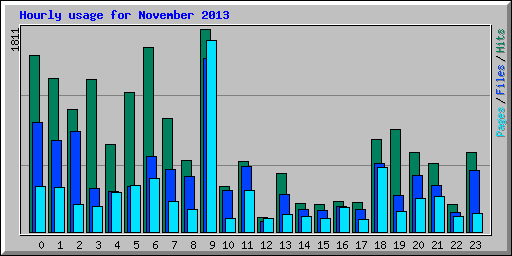 Hourly usage for November 2013
1811
Pages/Files/Hits
0 1 2 3 4 5 6 7 8 9 10 11 12 13 14 15 16 17 18 19 20 21 22 23